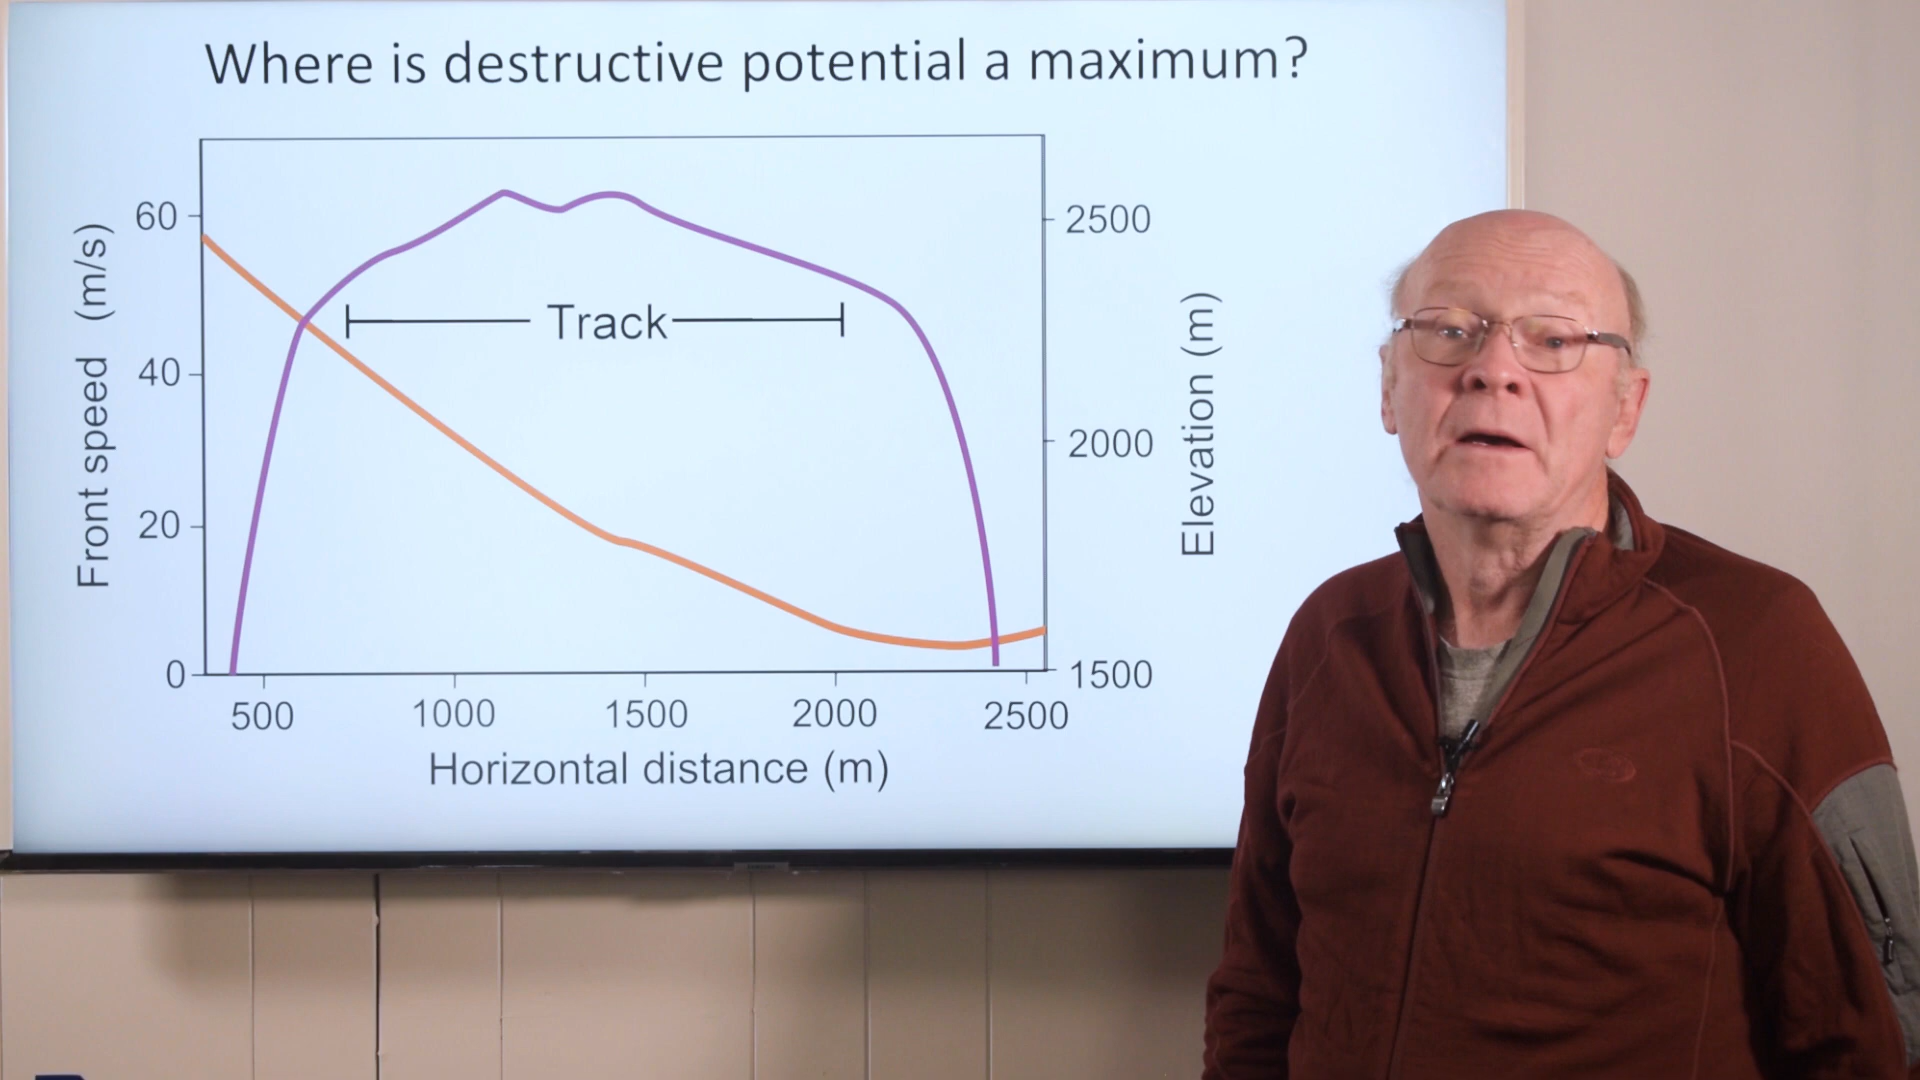 Where is destructive potential a maximum?
60
40
20
0
Front speed (m/s)
Track
2500
2000
1500
Elevation (m)
500 1000 1500 2000 2500
Horizontal distance (m)